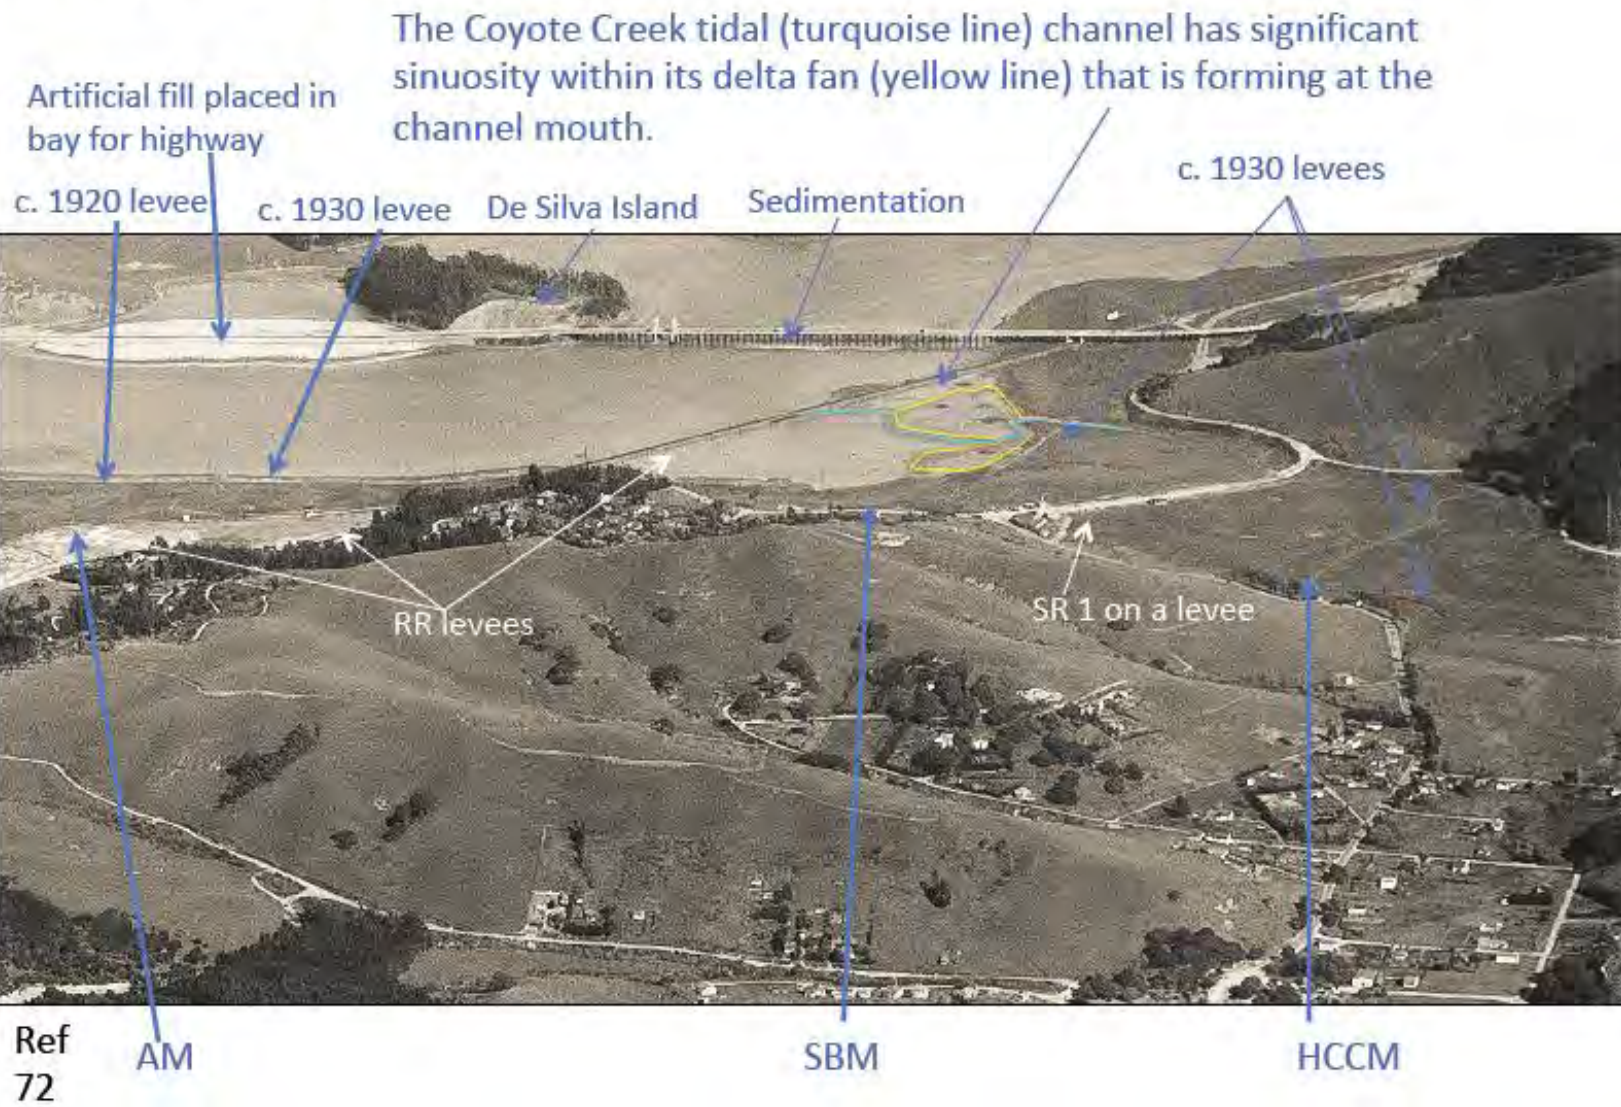 The Coyote Creek tidal (turquoise line) channel has significant
sinuosity within its delta fan (yellow line) that is forming at the
channel mouth.
Artificial fill placed in
bay for highway
c. 1930 levees
c. 1920 levee
c. 1930 levee
De Silva Island
Sedimentation
RR levees
SR 1 on a levee
Ref
72
AM
SBM
HCCM